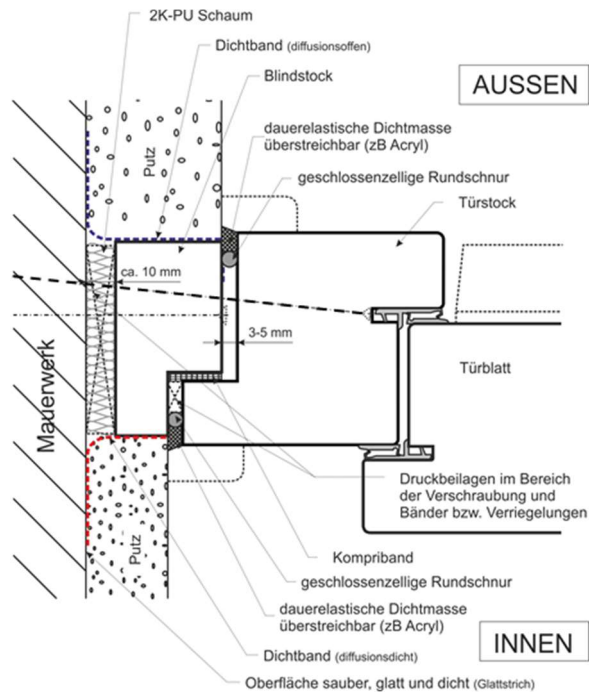 2K-PU Schaum
Dichtband (diffusionsoffen)
Blindstock
AUSSEN
dauerelastische Dichtmasse
überstreichbar (zB Acryl)
Putz
geschlossenzellige Rundschnur
Türstock
ca. 10 mm
3-5 mm
Mauerwerk
Türblatt
Druckbeilagen im Bereich
der Verschraubung und
Bänder bzw. Verriegelungen
Putz
Kompriband
geschlossenzellige Rundschnur
dauerelastische Dichtmasse
überstreichbar (zB Acryl)
INNEN
Dichtband (diffusionsdicht)
Oberfläche sauber, glatt und dicht (Glattstrich)